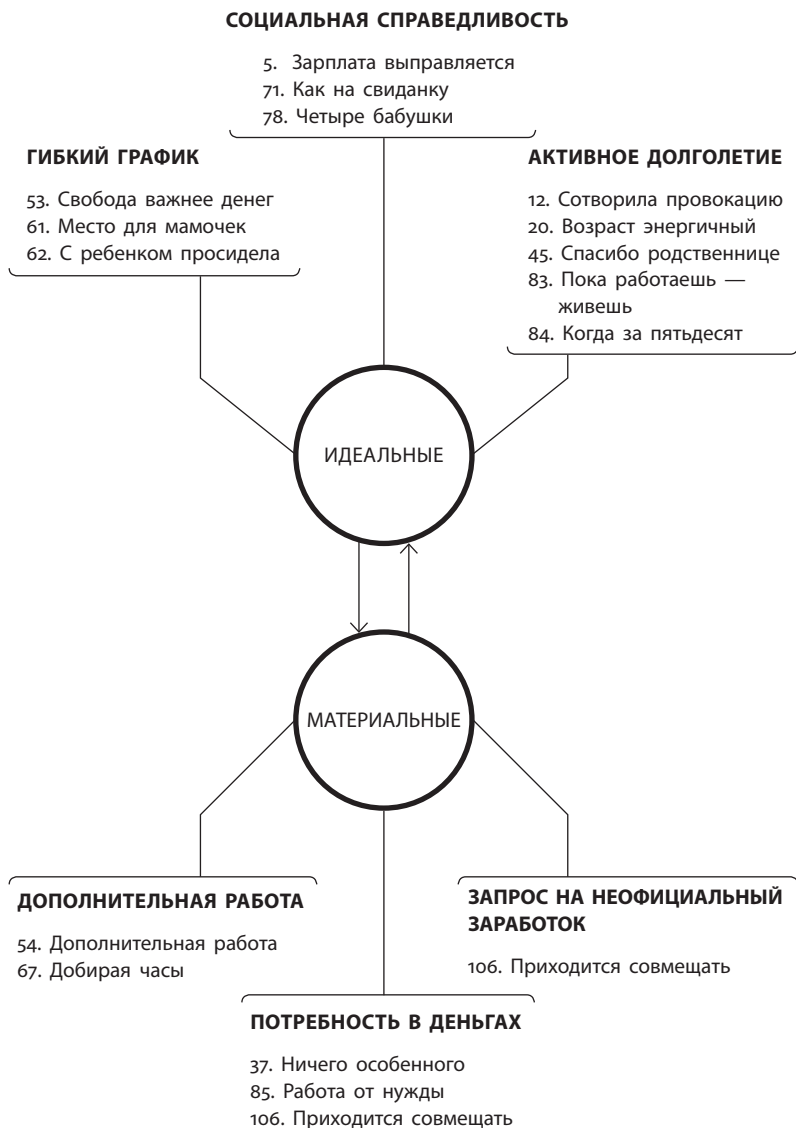 СОЦИАЛЬНАЯ СПРАВЕДЛИВОСТЬ
5. Зарплата выправляется
71. Как на свиданку
78. Четыре бабушки
ГИБКИЙ ГРАФИК
53. Свобода важнее денег
61. Место для мамочек
62. С ребенком просидела
АКТИВНОЕ ДОЛГОЛЕТИЕ
12. Сотворила провокацию
20. Возраст энергичный
45. Спасибо родственнице
83. Пока работаешь —
живешь
84. Когда за пятьдесят
ИДЕАЛЬНЫЕ
МАТЕРИАЛЬНЫЕ
ДОПОЛНИТЕЛЬНАЯ РАБОТА
54. Дополнительная работа
67. Добирая часы
ЗАПРОС НА НЕОФИЦИАЛЬНЫЙ
ЗАРАБОТОК
106. Приходится совмещать
ПОТРЕБНОСТЬ В ДЕНЬГАХ
37. Ничего особенного
85. Работа от нужды
106. Приходится совмещать